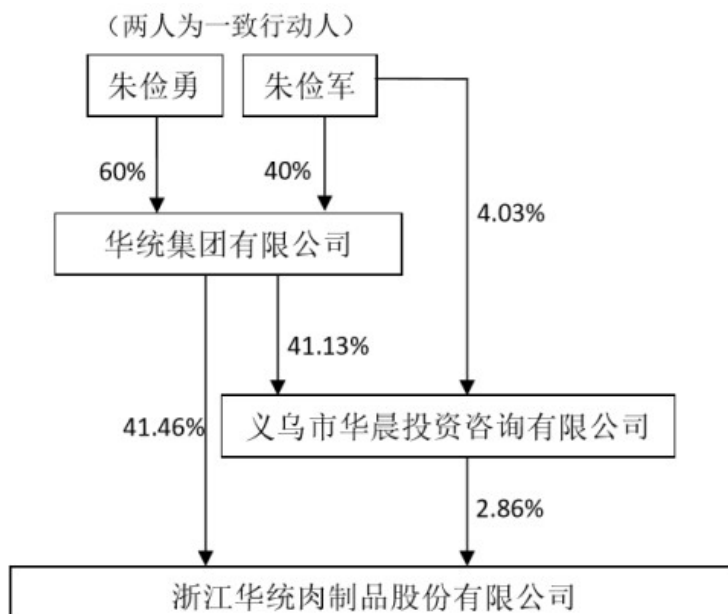 （两人为一致行动人）
朱俭勇
朱俭军
60%
40%
4.03%
华统集团有限公司
41.13%
41.46%
义乌市华晨投资咨询有限公司
2.86%
浙江华统肉制品股份有限公司